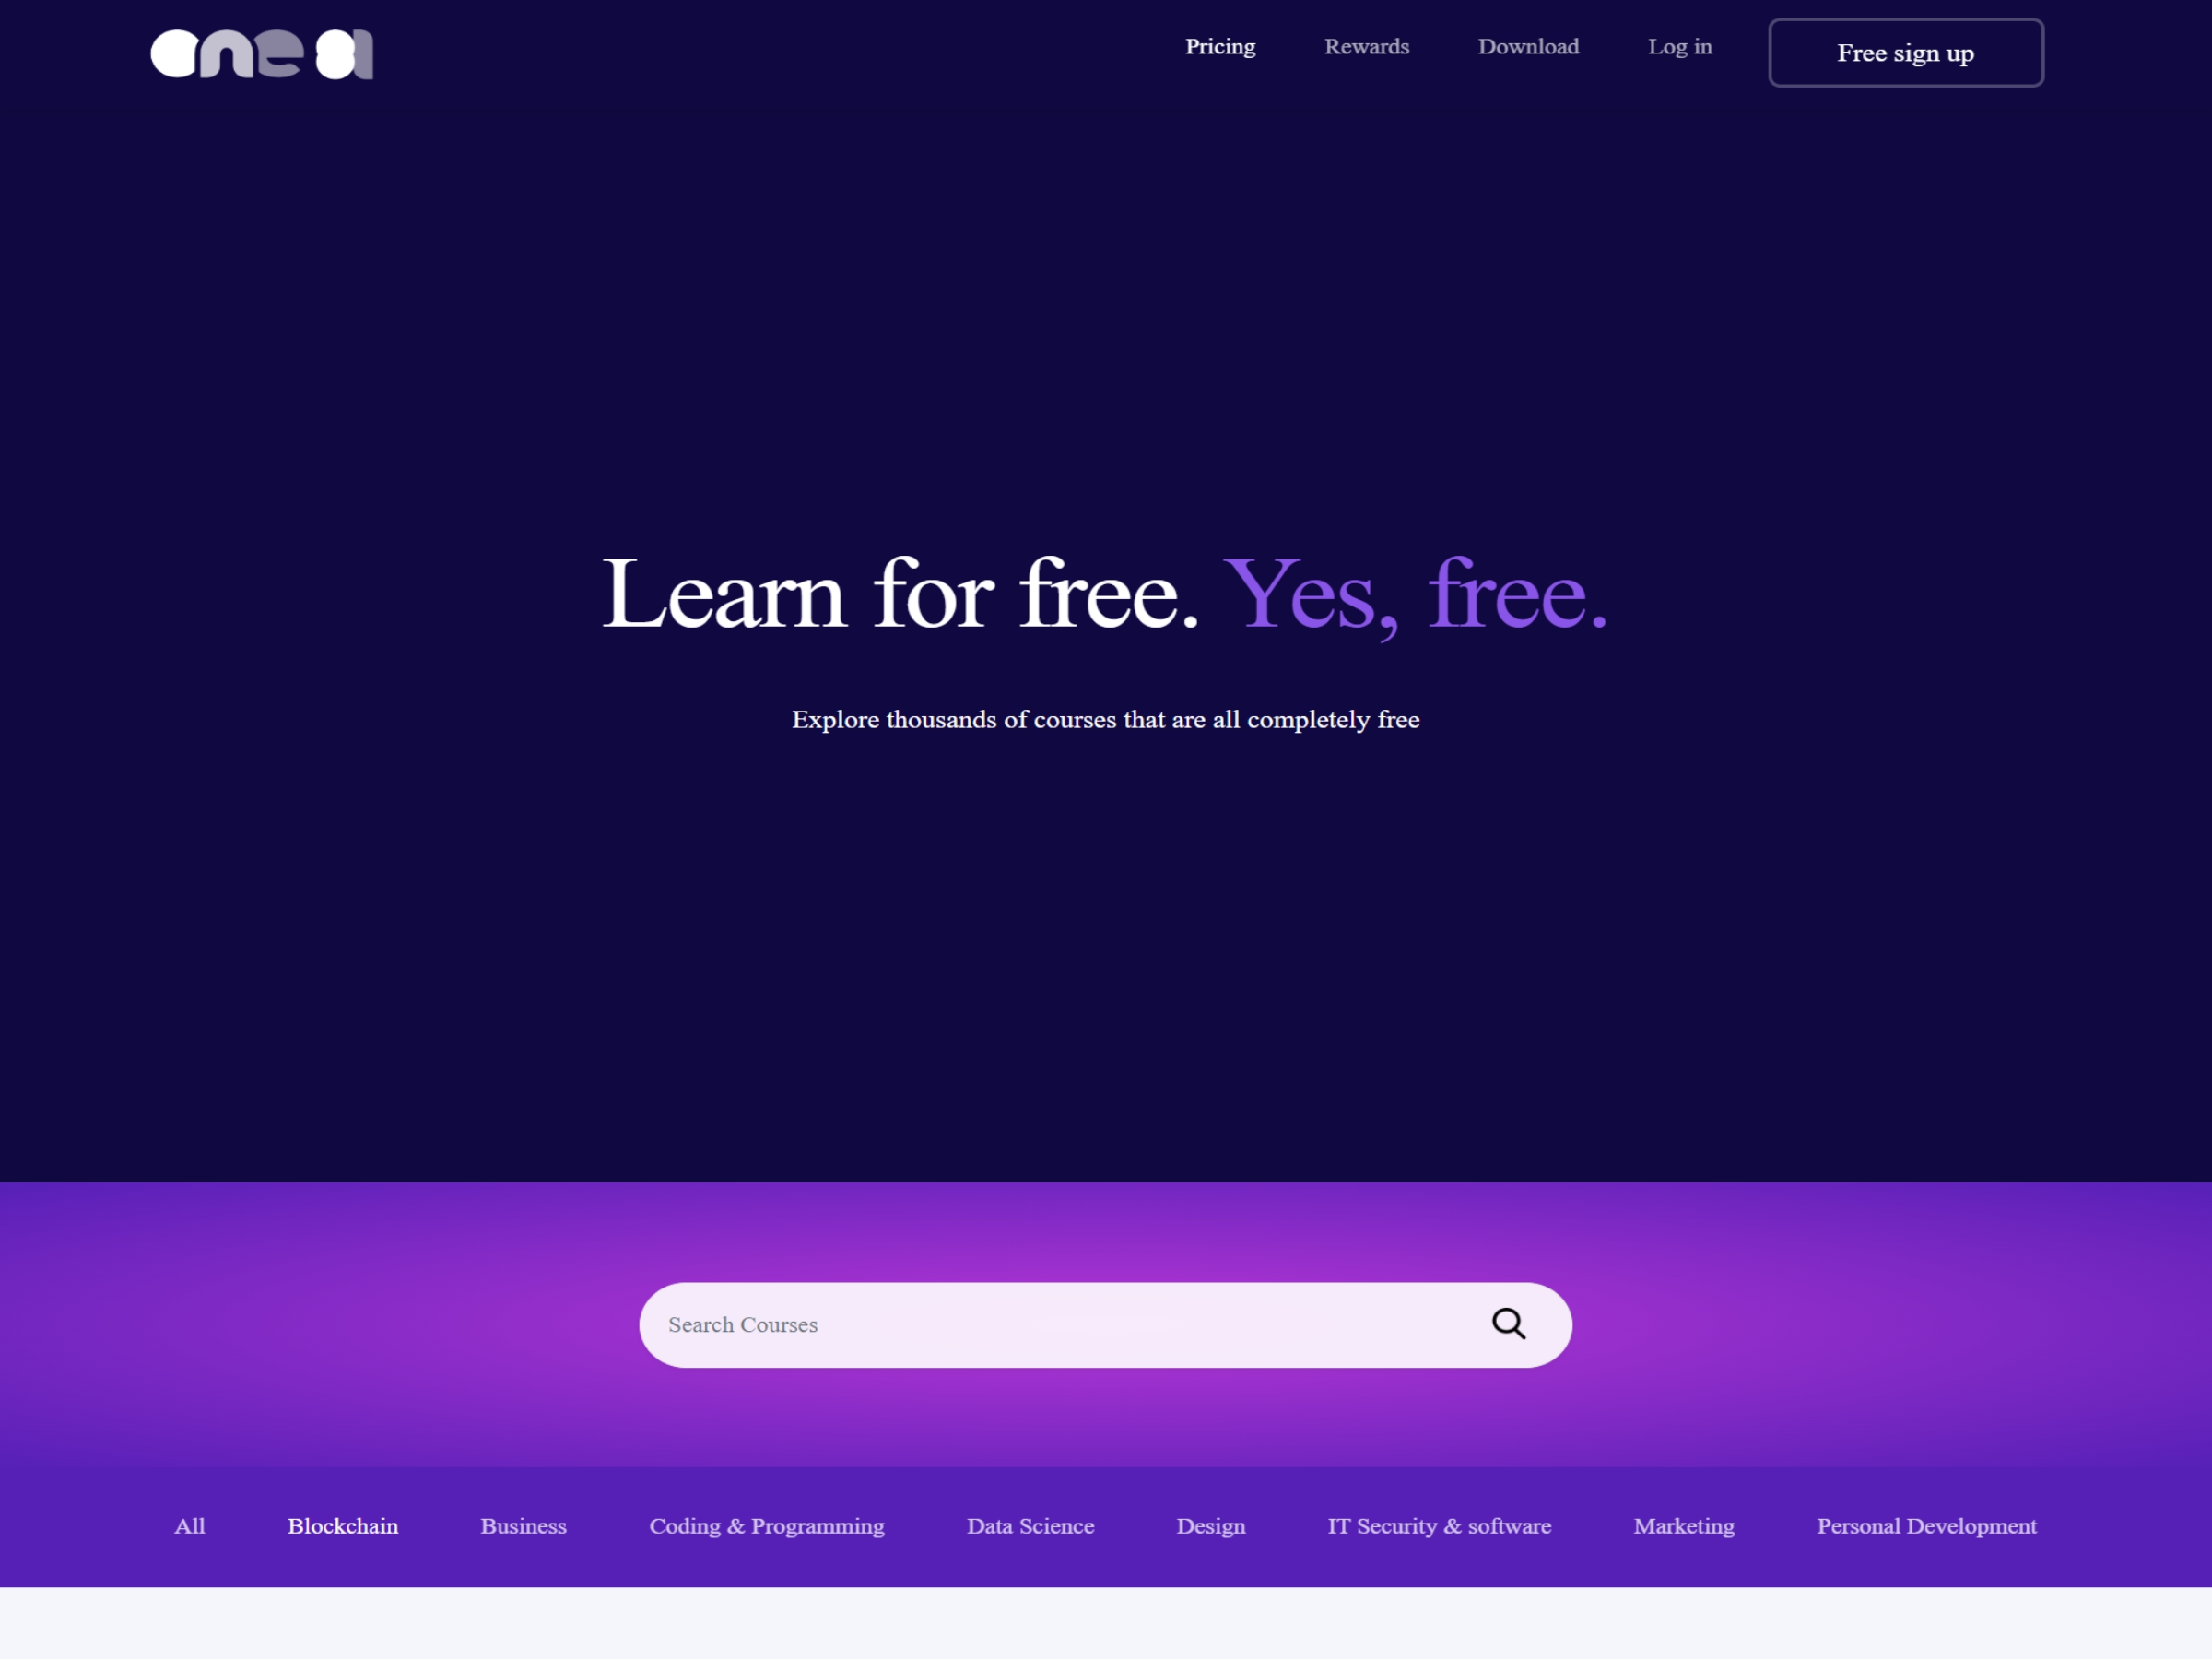 one a
Pricing Rewards Download Log in Free sign up
Learn for free. Yes, free.
Explore thousands of courses that are all completely free
Search Courses
All Blockchain Business Coding & Programming Data Science Design IT Security & software Marketing Personal Development